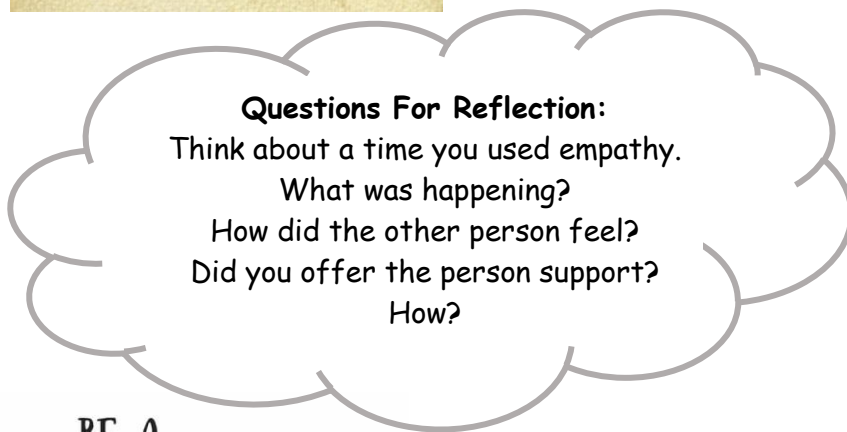 Questions For Reflection:
Think about a time you used empathy.
What was happening?
How did the other person feel?
Did you offer the person support?
How?
BE A